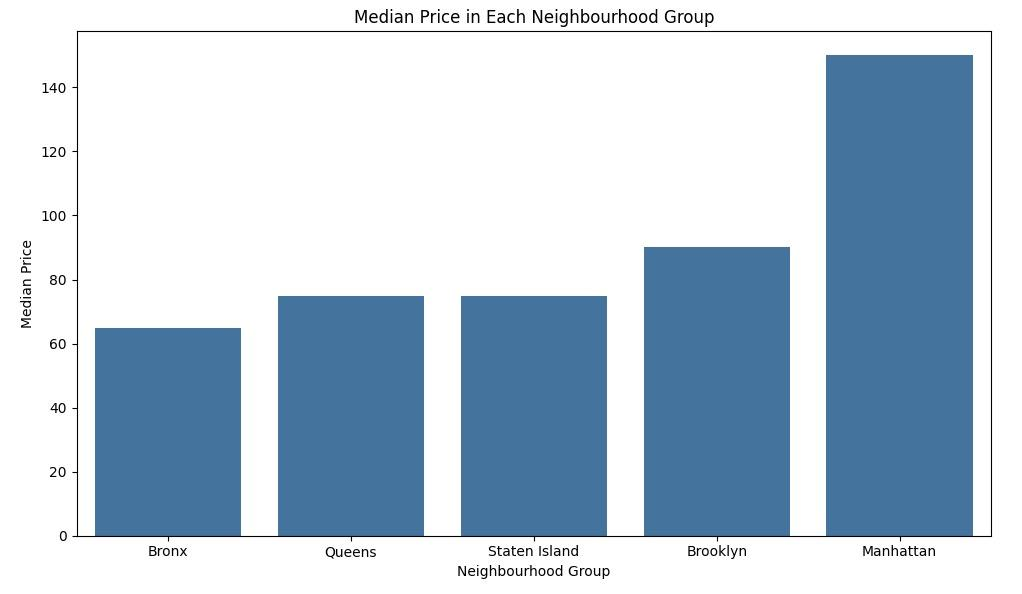 Median Price in Each Neighbourhood Group
140
120
100
80
60
40
20
0
Median Price
Bronx Queens Staten Island Brooklyn Manhattan
Neighbourhood Group